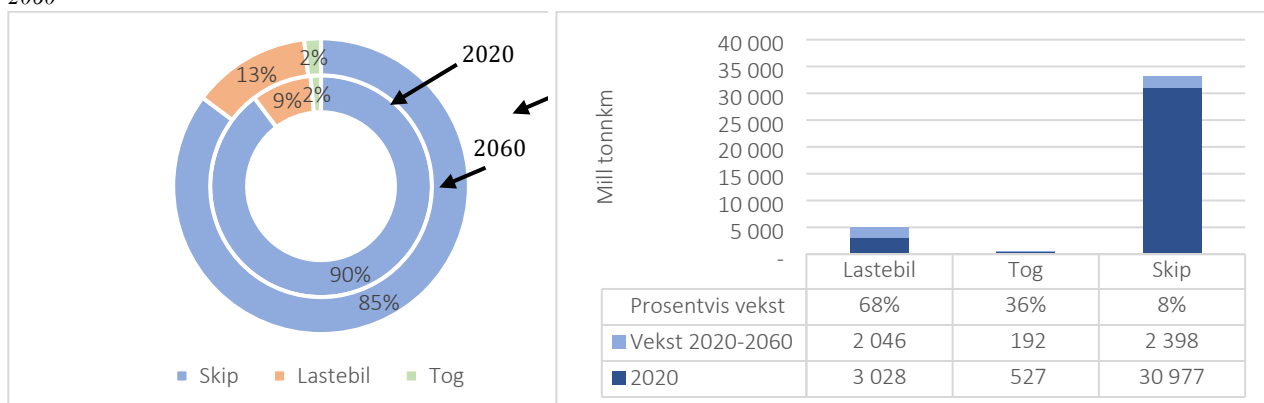 2060
2%
2020
13%
9%
2%
2060
90%
85%
Skip
Lastebil
Tog
Mill tonnkm
40 000
35 000
30 000
25 000
20 000
15 000
10 000
5 000
-
Lastebil Tog Skip
Prosentvis vekst 68% 36% 8%
Vekst 2020-2060 2 046 192 2 398
2020 3 028 527 30 977